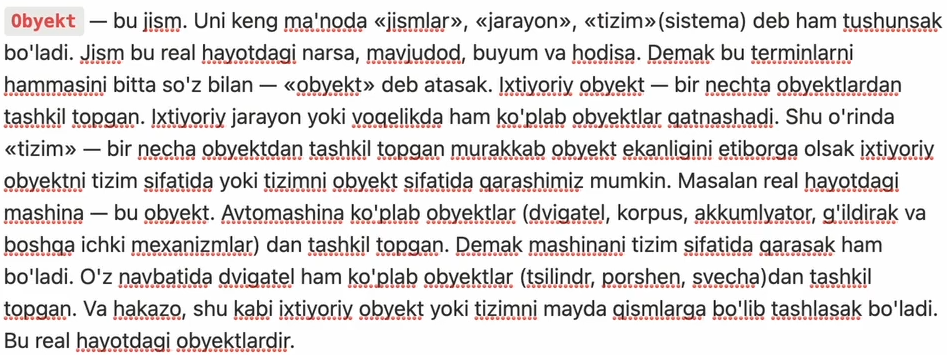 Obyekt — bu jism. Uni keng ma'noda «jismlar», «jarayon», «tizim»(sistema) deb ham tushunsak
bo'ladi. Jism bu real hayotdagi narsa, mavjudod, buyum va hodisa. Demak bu terminlarni
hammasini bitta so'z bilan — «obyekt» deb atasak. Ixtiyoriy obyekt — bir nechta obyektlardan
tashkil topgan. Ixtiyoriy jarayon yoki voqelikda ham ko'plab obyektlar qatnashadi. Shu o'rinda
«tizim» — bir necha obyektdan tashkil topgan murakkab obyekt ekanligini etiborga olsak ixtiyoriy
obyektni tizim sifatida yoki tizimni obyekt sifatida qarashimiz mumkin. Masalan real hayotdagi
mashina — bu obyekt. Avtomashina ko'plab obyektlar (dvigatel, korpus, akkumlyator, g'ildirak va
boshqa ichki mexanizmlar) dan tashkil topgan. Demak mashinani tizim sifatida qarasak ham
bo'ladi. O'z navbatida dvigatel ham ko'plab obyektlar (tsilindr, porshen, svecha)dan tashkil
topgan. Va hakazo, shu kabi ixtiyoriy obyekt yoki tizimni mayda qismlarga bo'lib tashlasak bo'ladi.
Bu real hayotdagi obyektlardir.